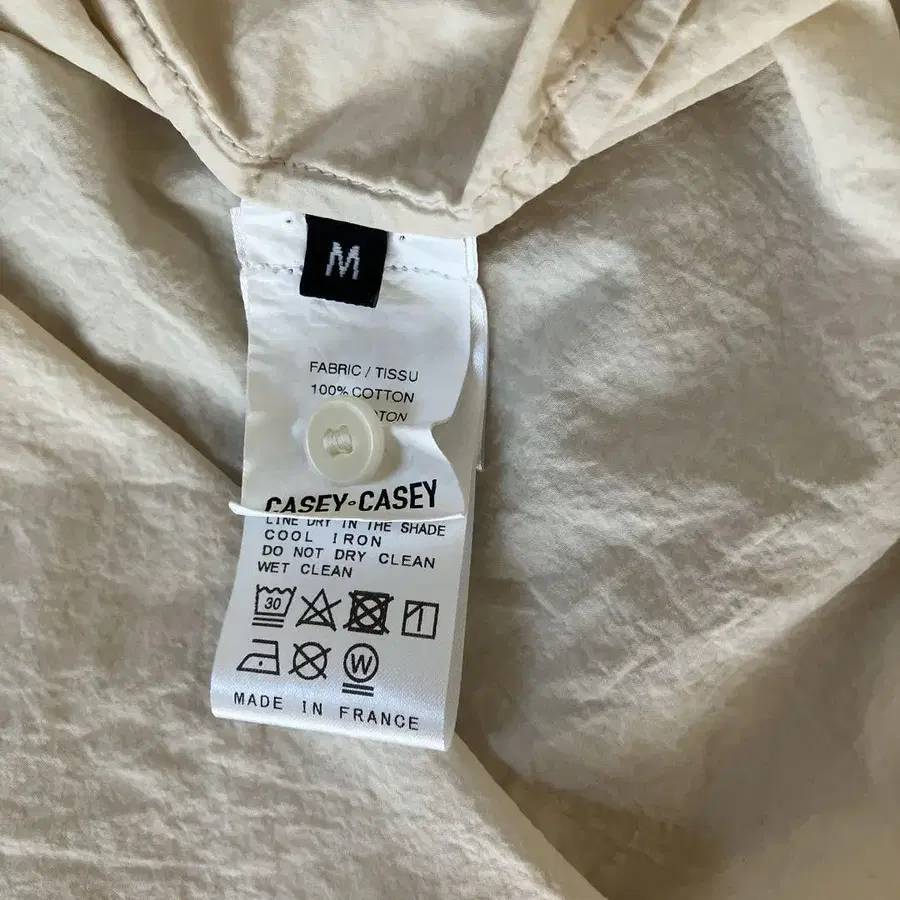 M
FABRIC / TISSU
100% COTTON
CASEY•CASEY
LINE DRY IN THE SHADE
COOL IRON
DO NOT DRY CLEAN
WET CLEAN
30
W
MADE IN FRANCE